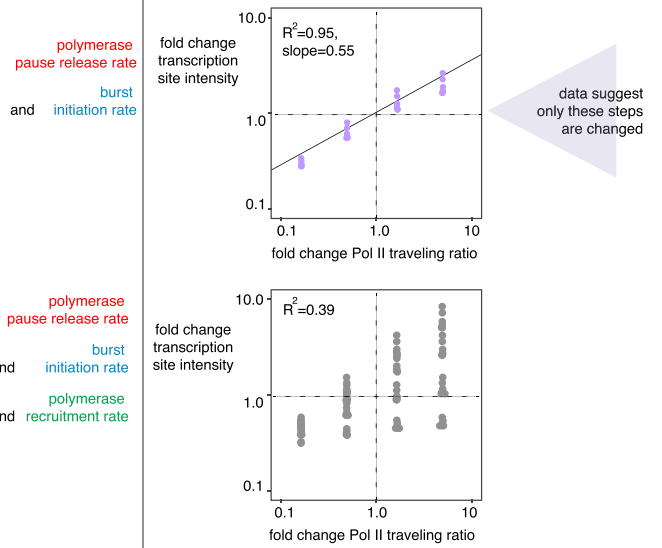 polymerase
pause release rate
burst
and initiation rate
fold change
transcription
site intensity
10.0
1.0
0.1
R²=0.95,
slope=0.55
0.1 1.0 10
fold change Pol II traveling ratio
data suggest
only these steps
are changed
polymerase
pause release rate
burst
nd initiation rate
polymerase
nd recruitment rate
fold change
transcription
site intensity
10.0
1.0
0.1
R²=0.39
0.1 1.0 10
fold change Pol II traveling ratio